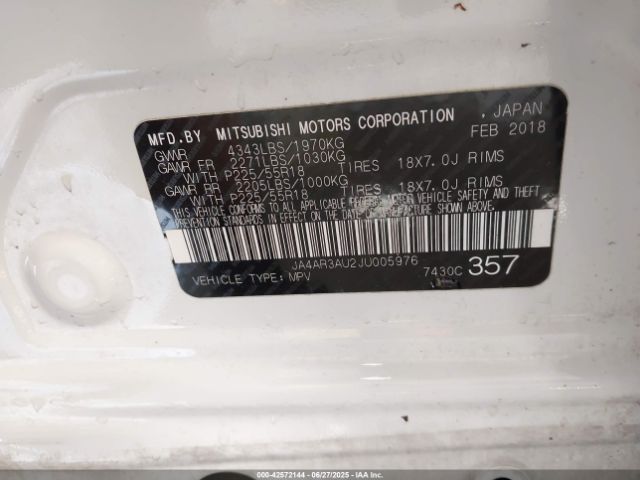 MFD.BY MITSUBISHI MOTORS CORPORATION , JAPAN
FEB 2018
GVWR 4343LBS/1970KG
GAWR FR 2271LBS/1030KG
WITH P225/55R18 TIRES 18X7.0J RIMS
GAWR RR 2205LBS/1000KG
WITH P225/55R18 TIRES 18X7.0J RIMS
THIS VEHICLE CONFORMS TO ALL APPLICABLE FEDERAL MOTOR VEHICLE SAFETY AND THEFT
PREVENTION STANDARDS IN EFFECT ON THE DATE OF MANUFACTURE SHOWN ABOVE.
JA4AR3AU2JU005976
VEHICLE TYPE: MPV 7430C 357
000-42572144 | 06/27/2025 | © IAA Holdings, LLC